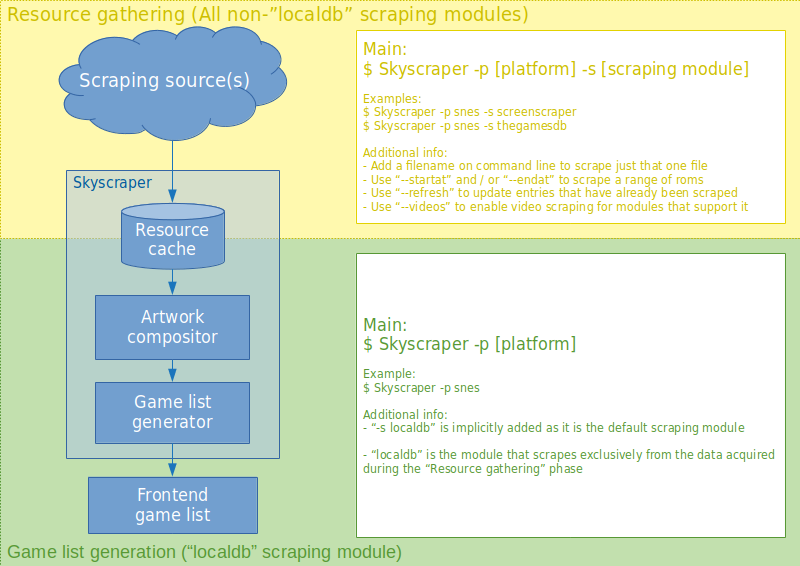 Resource gathering (All non-”localdb” scraping modules)
Scraping source(s)
Skyscraper
Resource
cache
Artwork
compositor
Game list
generator
Frontend
game list
Main:
$ Skyscraper -p [platform] -s [scraping module]
Examples:
$ Skyscraper -p snes -s screenscraper
$ Skyscraper -p snes -s thegamesdb
Additional info:
- Add a filename on command line to scrape just that one file
- Use “--startat” and / or “--endat” to scrape a range of roms
- Use “--refresh” to update entries that have already been scraped
- Use “--videos” to enable video scraping for modules that support it
Main:
$ Skyscraper -p [platform]
Example:
$ Skyscraper -p snes
Additional info:
- “-s localdb” is implicitly added as it is the default scraping module
- “localdb” is the module that scrapes exclusively from the data acquired
during the “Resource gathering” phase
Game list generation (“localdb” scraping module)